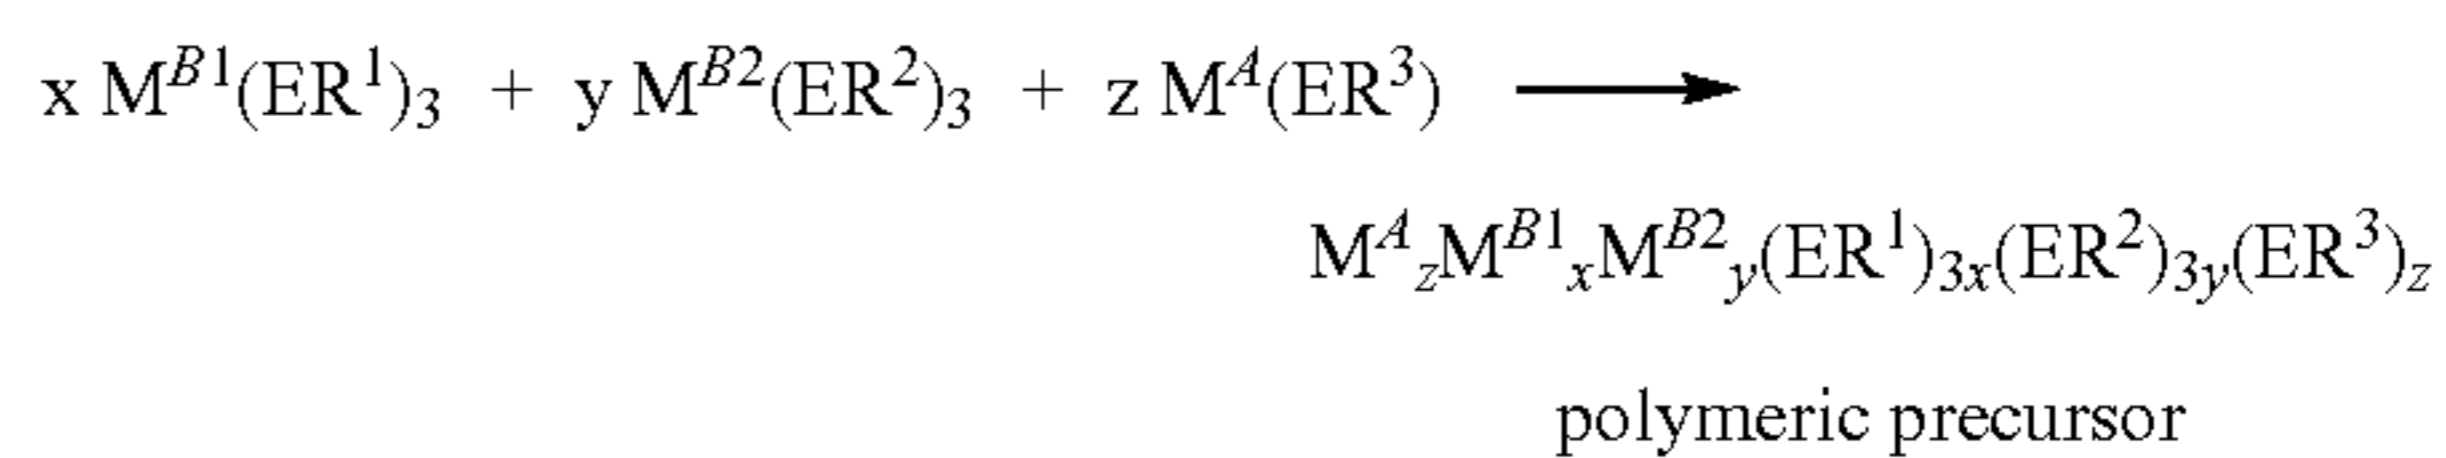 x M^{B1}(ER^1)_3 + y M^{B2}(ER^2)_3 + z M^A(ER^3) ⟶
M^A_zM^{B1}_xM^{B2}_y(ER^1)_{3x}(ER^2)_{3y}(ER^3)_z
polymeric precursor